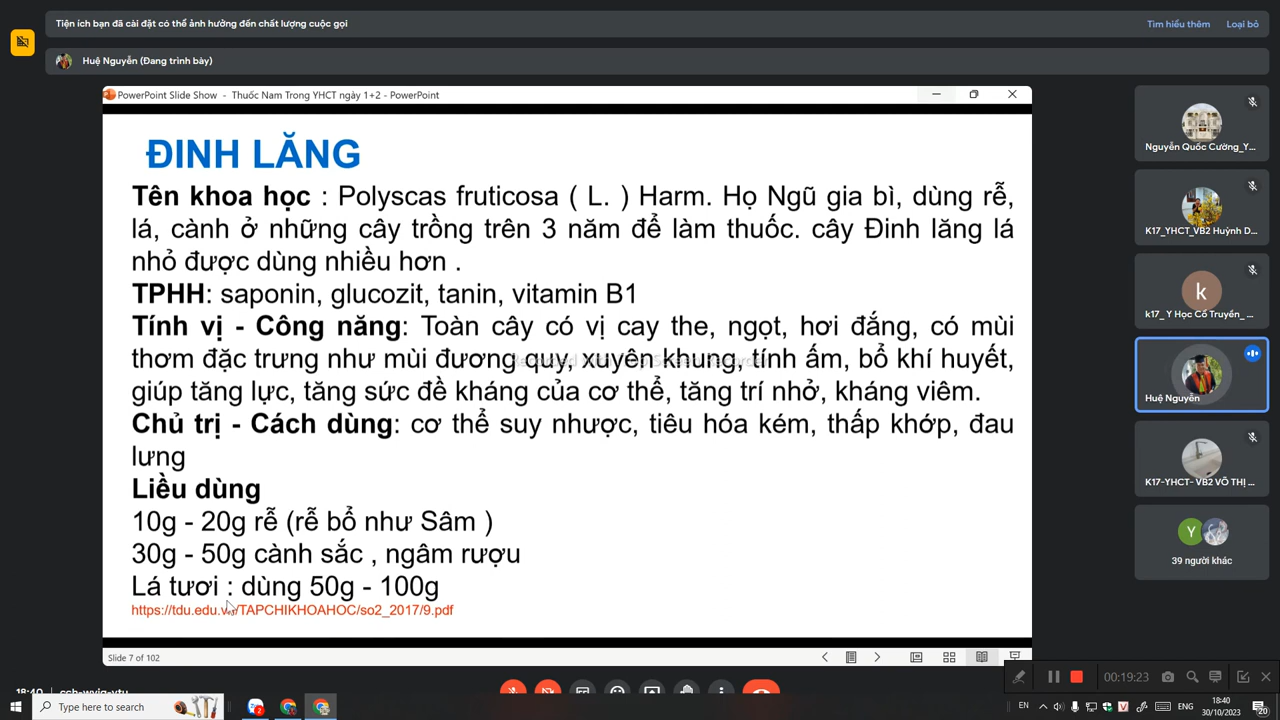 Tiện ích bạn đã cài đặt có thể ảnh hưởng đến chất lượng cuộc gọi
Tìm hiểu thêm
Loại bỏ
Huệ Nguyễn (Đang trình bày)
PowerPoint Slide Show - Thuốc Nam Trong YHCT ngày 1+2 - PowerPoint
ĐINH LĂNG
Tên khoa học : Polyscas fruticosa ( L. ) Harm. Họ Ngũ gia bì, dùng rễ,
lá, cành ở những cây trồng trên 3 năm để làm thuốc. cây Đinh lăng lá
nhỏ được dùng nhiều hơn .
TPHH: saponin, glucozit, tanin, vitamin B1
Tính vị - Công năng: Toàn cây có vị cay the, ngọt, hơi đắng, có mùi
thơm đặc trưng như mùi đương quy, xuyên khung, tính ấm, bổ khí huyết,
giúp tăng lực, tăng sức đề kháng của cơ thể, tăng trí nhớ, kháng viêm.
Chủ trị - Cách dùng: cơ thể suy nhược, tiêu hóa kém, thấp khớp, đau
lưng
Liều dùng
10g - 20g rễ (rễ bổ như Sâm )
30g - 50g cành sắc , ngâm rượu
Lá tươi : dùng 50g - 100g
https://tdu.edu.vn/TAPCHIKHOAHOC/so2_2017/9.pdf
Slide 7 of 102
Nguyễn Quốc Cường_Y...
K17_YHCT_VB2 Huỳnh D...
k
k17_ Y Học Cổ Truyền_ ...
Huệ Nguyễn
K17-YHCT- VB2 VÕ THỊ ...
Y
39 người khác
00:19:23
Type here to search
2
EN
V
ENG
18:40
30/10/2023
20